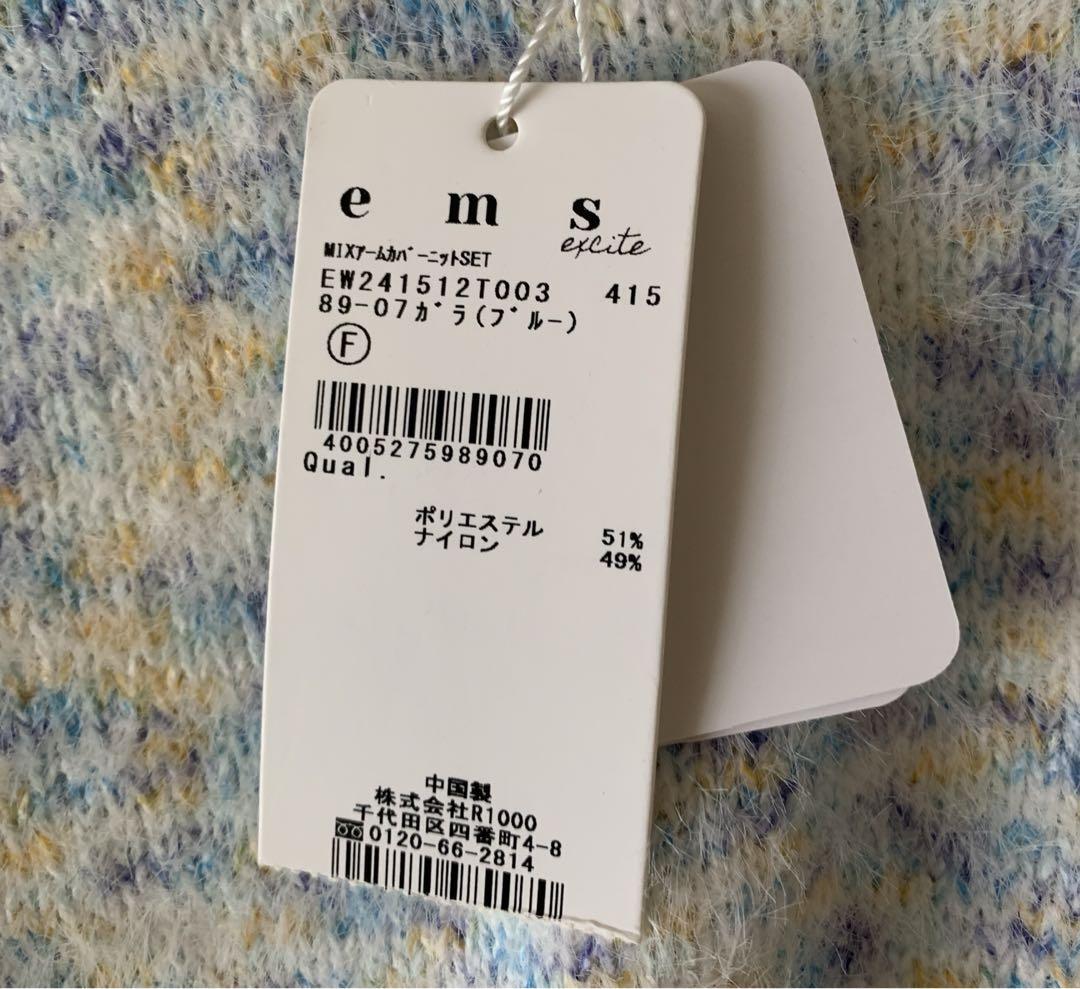 e m s
excite
MIXｱｰﾑｶﾊﾞｰﾆｯﾄSET
EW241512T003 415
89-07ｶﾞﾗ(ﾌﾞﾙｰ)
Ⓕ
4005275989070
Qual.
ポリエステル 51%
ナイロン 49%
中国製
株式会社R1000
千代田区四番町4-8
0120-66-2814